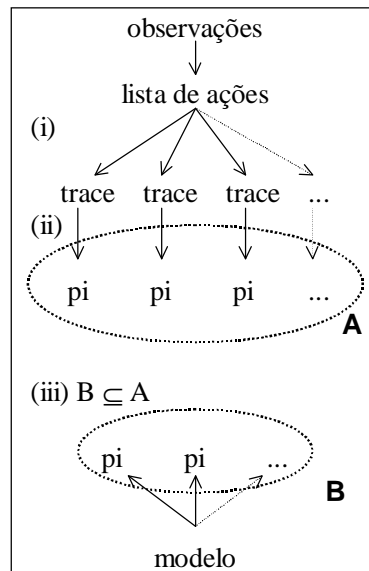 observações
lista de ações
(i)
trace trace trace ...
(ii)
pi pi pi ...
A
(iii) B ⊆ A
pi pi ...
B
modelo